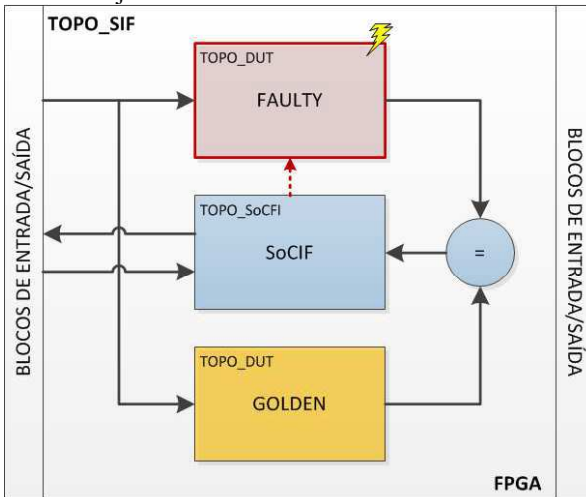 TOPO_SIF
TOPO_DUT
FAULTY
TOPO_SoCFI
SoCIF
=
TOPO_DUT
GOLDEN
BLOCOS DE ENTRADA/SAÍDA
BLOCOS DE ENTRADA/SAÍDA
FPGA